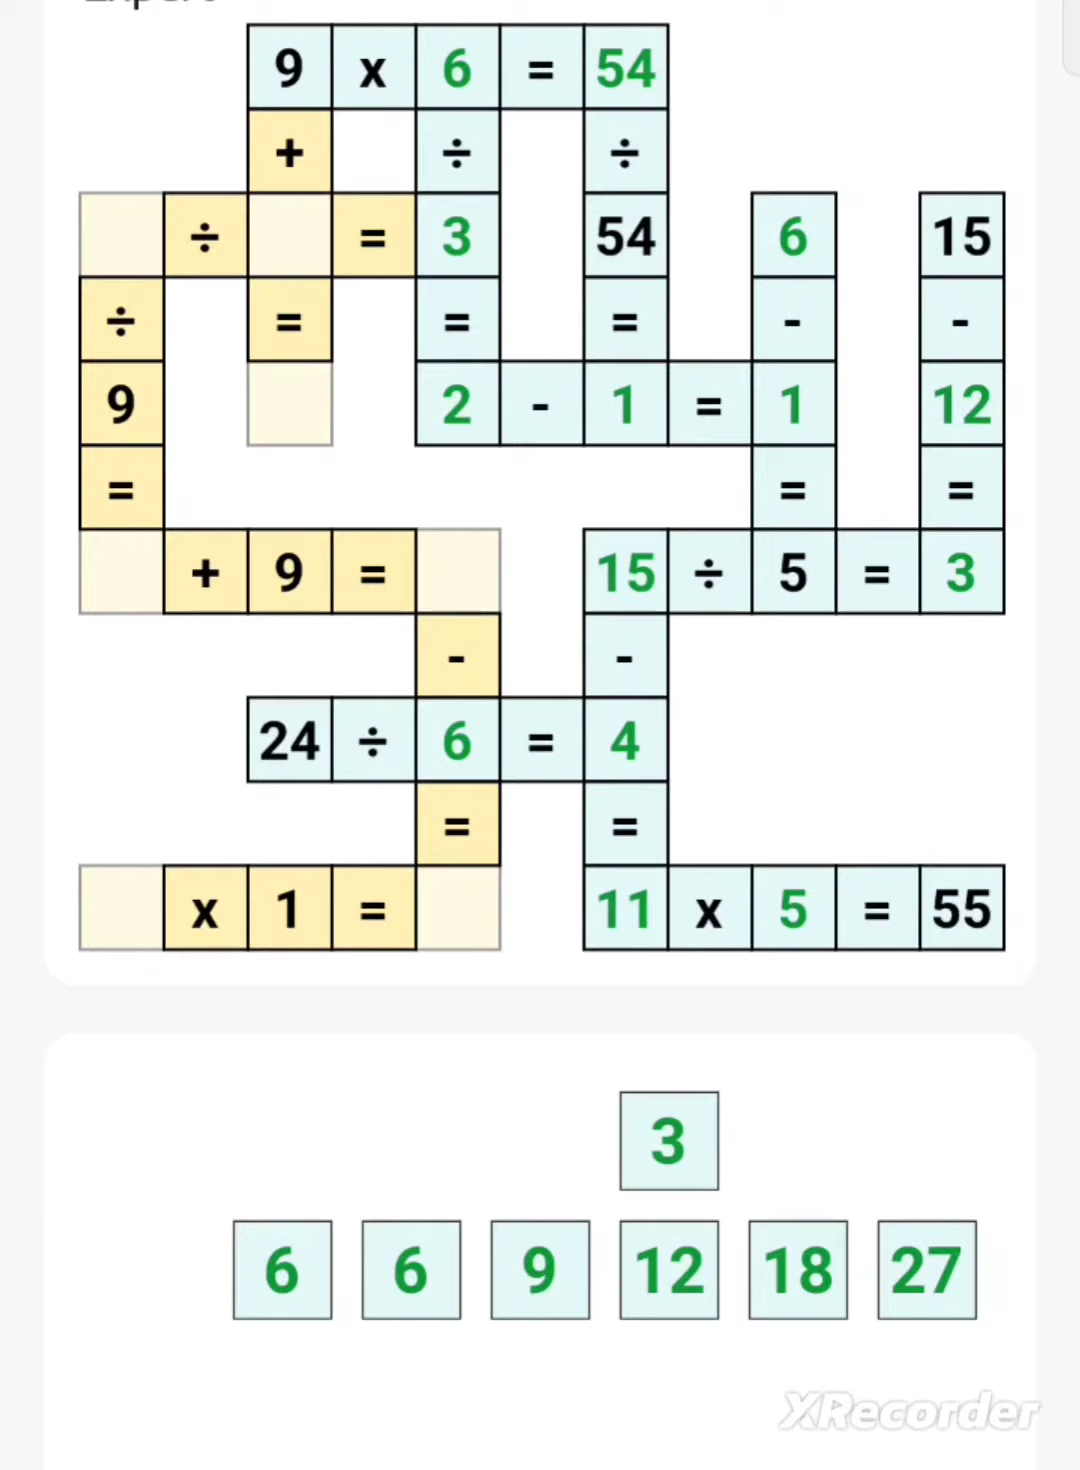 9 x 6 = 54
+ ÷ ÷
÷ = 3 54 6 15
÷ = = = - -
9 2 - 1 = 1 12
= = =
+ 9 = 15 ÷ 5 = 3
- -
24 ÷ 6 = 4
= =
x 1 = 11 x 5 = 55
3
6 6 9 12 18 27
XRecorder